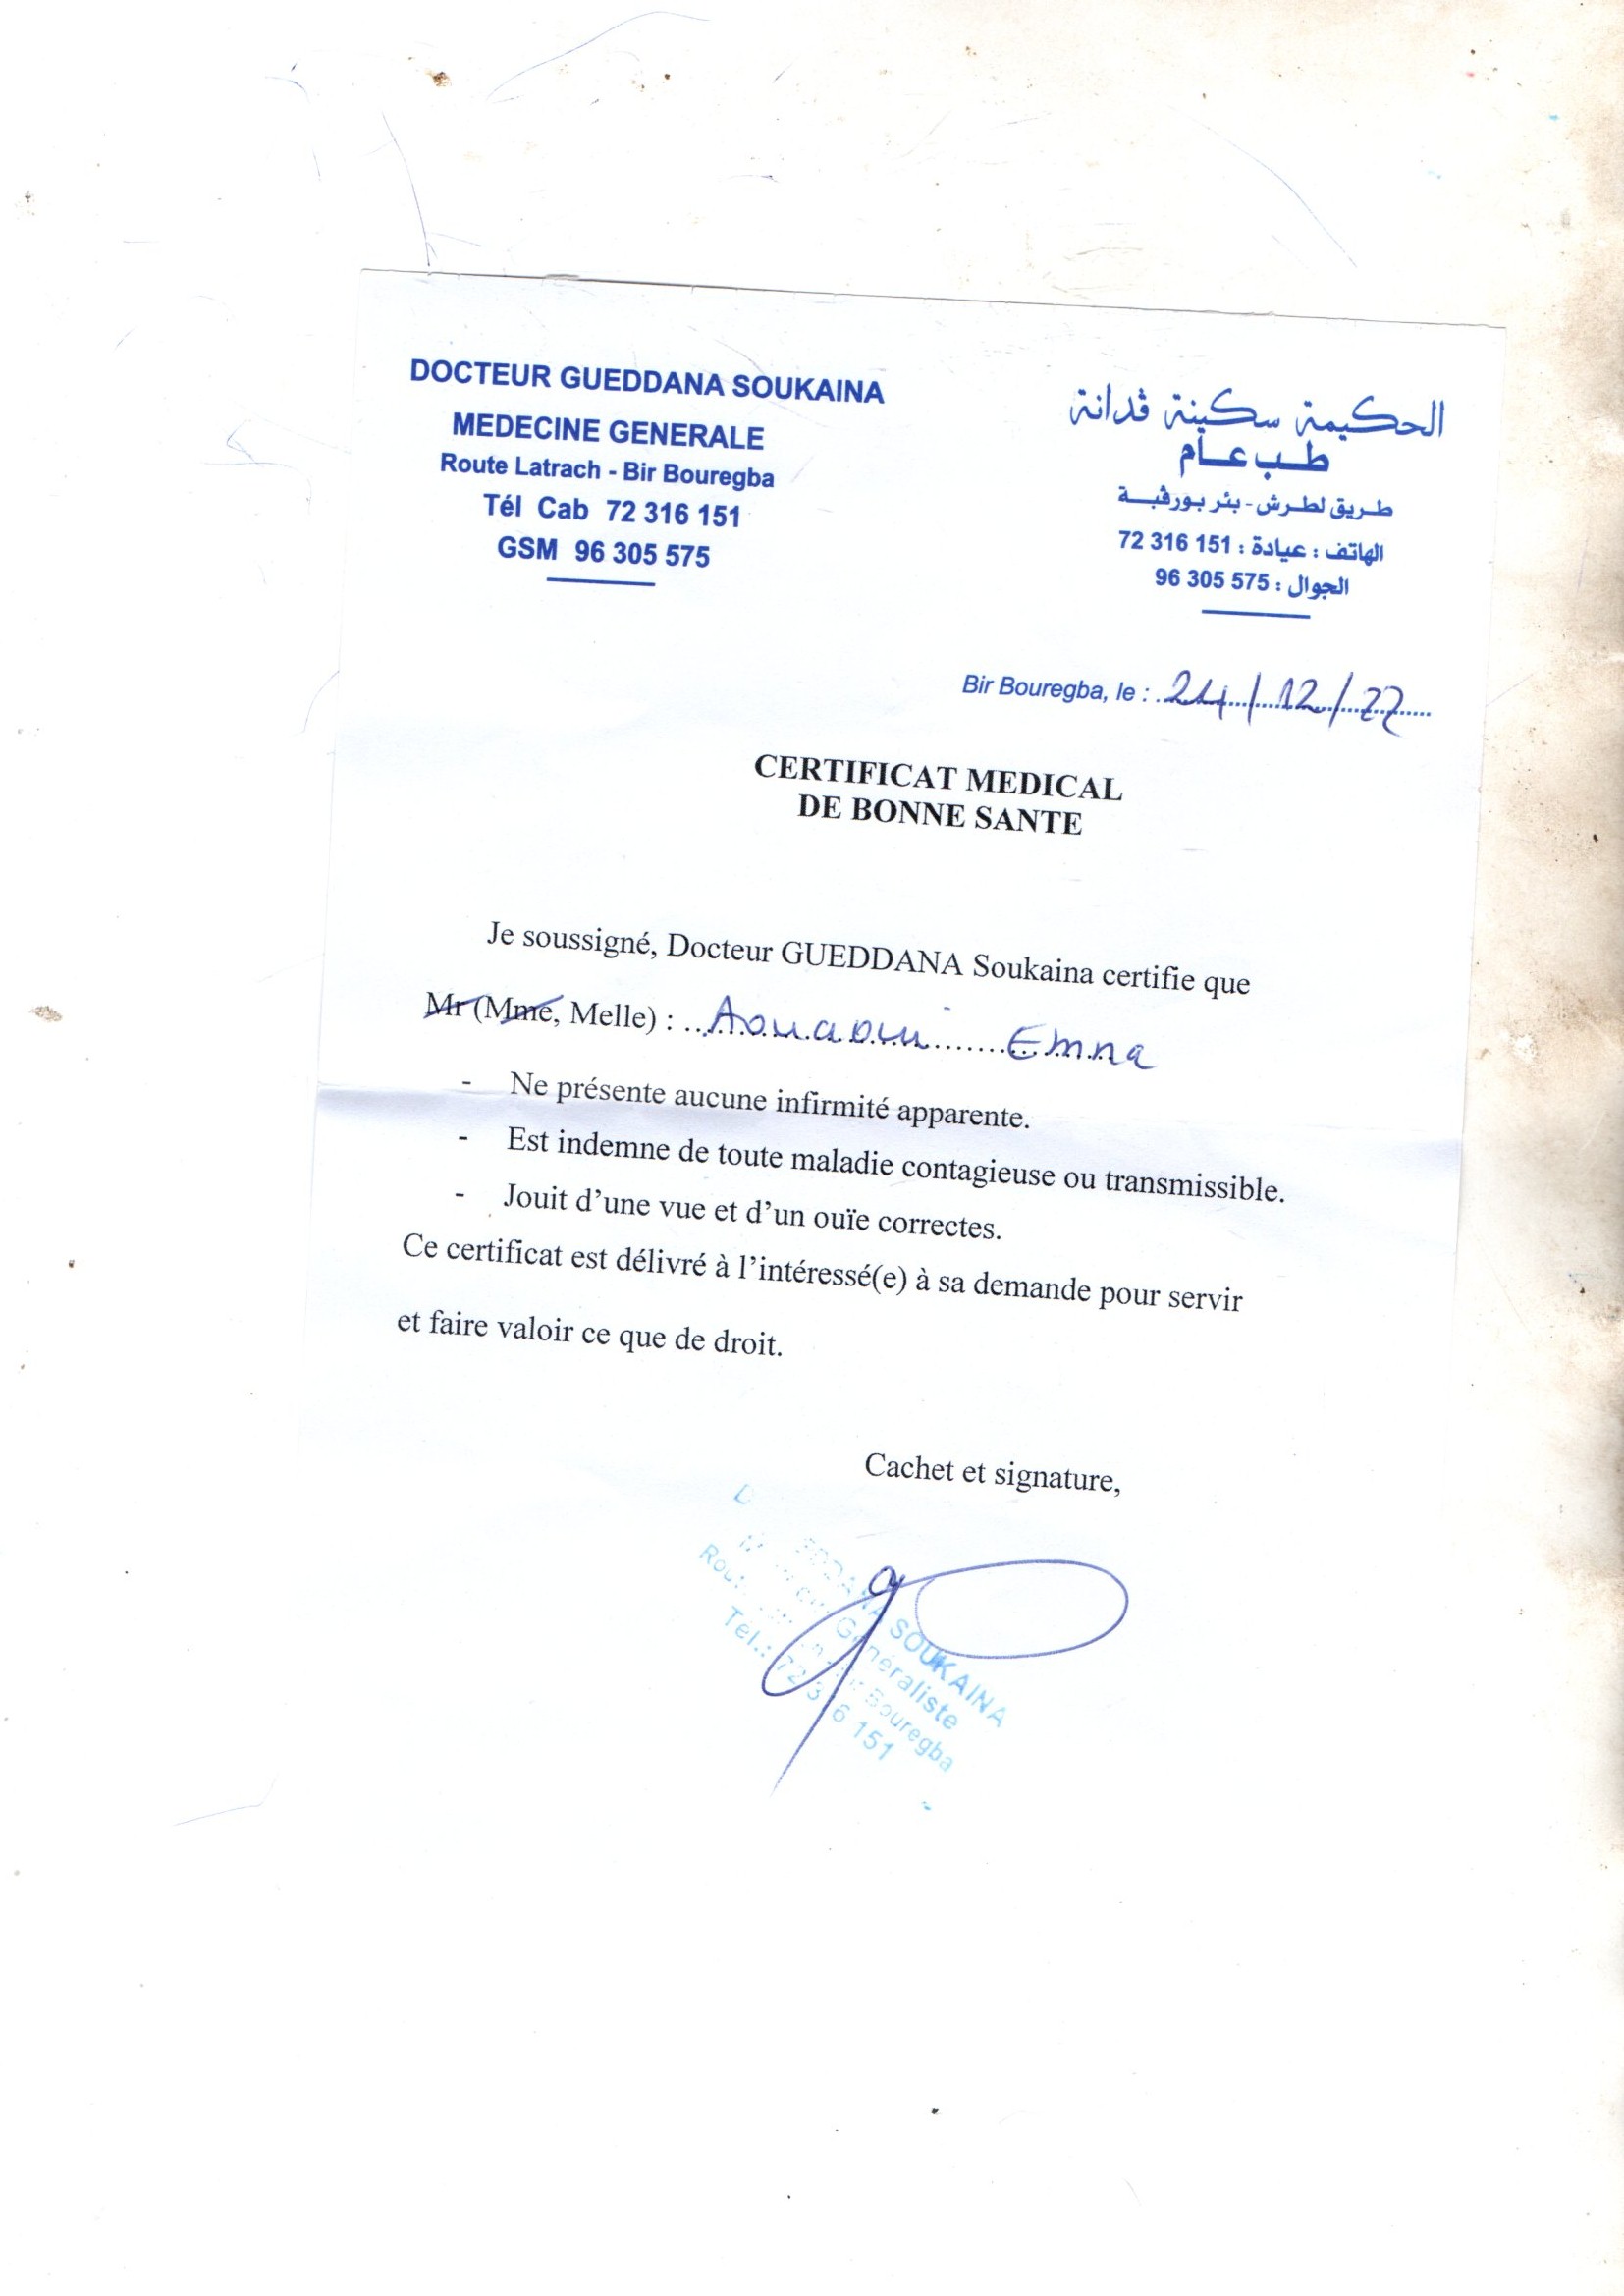 DOCTEUR GUEDDANA SOUKAINA
MEDECINE GENERALE
Route Latrach - Bir Bouregba
Tél Cab 72 316 151
GSM 96 305 575
الحكيمة سكينة ڤدانة
طب عام
طريق لطرش - بئر بورڤبة
الهاتف : عيادة : 151 316 72
الجوال : 575 305 96
Bir Bouregba, le : 24/12/22
CERTIFICAT MEDICAL
DE BONNE SANTE
Je soussigné, Docteur GUEDDANA Soukaina certifie que
Mr (Mme, Melle) : Aouaoui Emna
- Ne présente aucune infirmité apparente.
- Est indemne de toute maladie contagieuse ou transmissible.
- Jouit d'une vue et d'un ouïe correctes.
Ce certificat est délivré à l'intéressé(e) à sa demande pour servir
et faire valoir ce que de droit.
Cachet et signature,
SOUKAINA
Généraliste
Bouregba
Tél.: 72 316 151